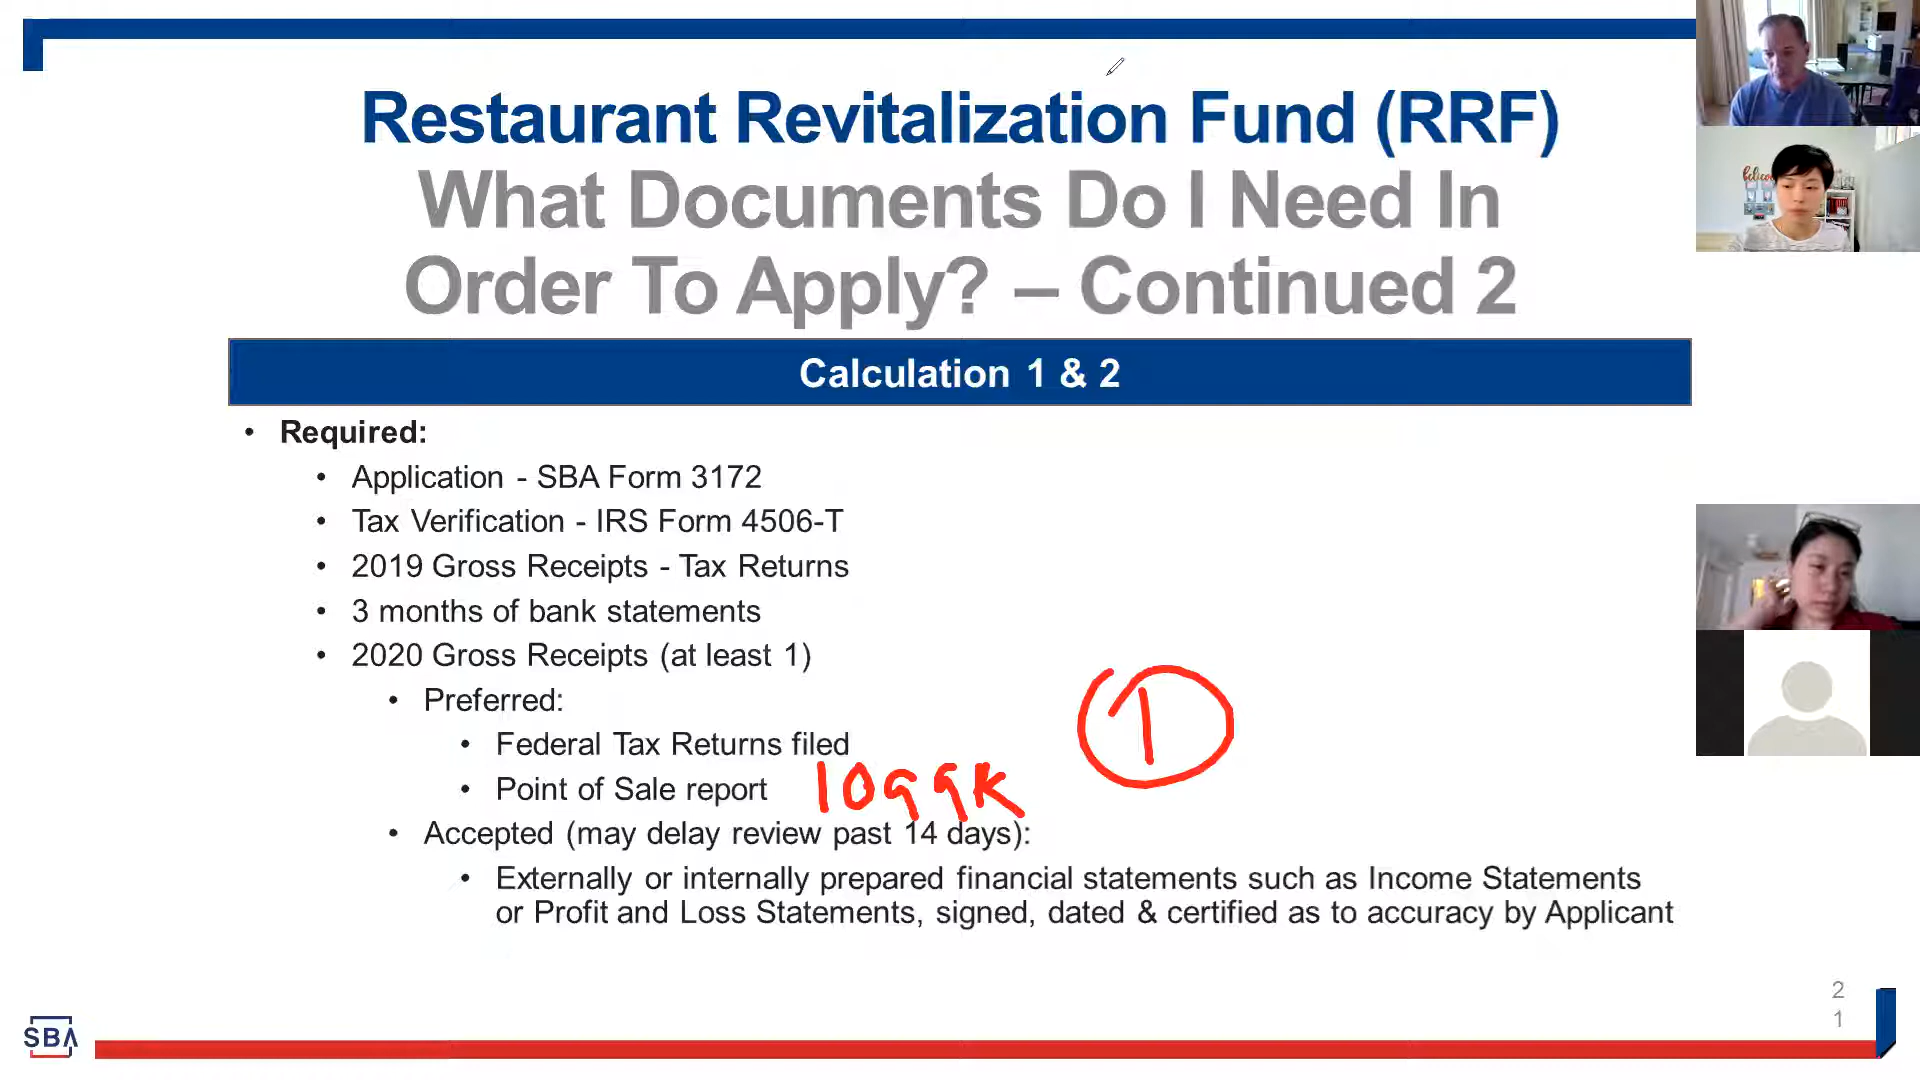 Restaurant Revitalization Fund (RRF)
What Documents Do I Need In
Order To Apply? – Continued 2
Calculation 1 & 2
• Required:
• Application - SBA Form 3172
• Tax Verification - IRS Form 4506-T
• 2019 Gross Receipts - Tax Returns
• 3 months of bank statements
• 2020 Gross Receipts (at least 1)
• Preferred:
• Federal Tax Returns filed
• Point of Sale report
1099K
1
• Accepted (may delay review past 14 days):
• Externally or internally prepared financial statements such as Income Statements
or Profit and Loss Statements, signed, dated & certified as to accuracy by Applicant
2
1
SBA